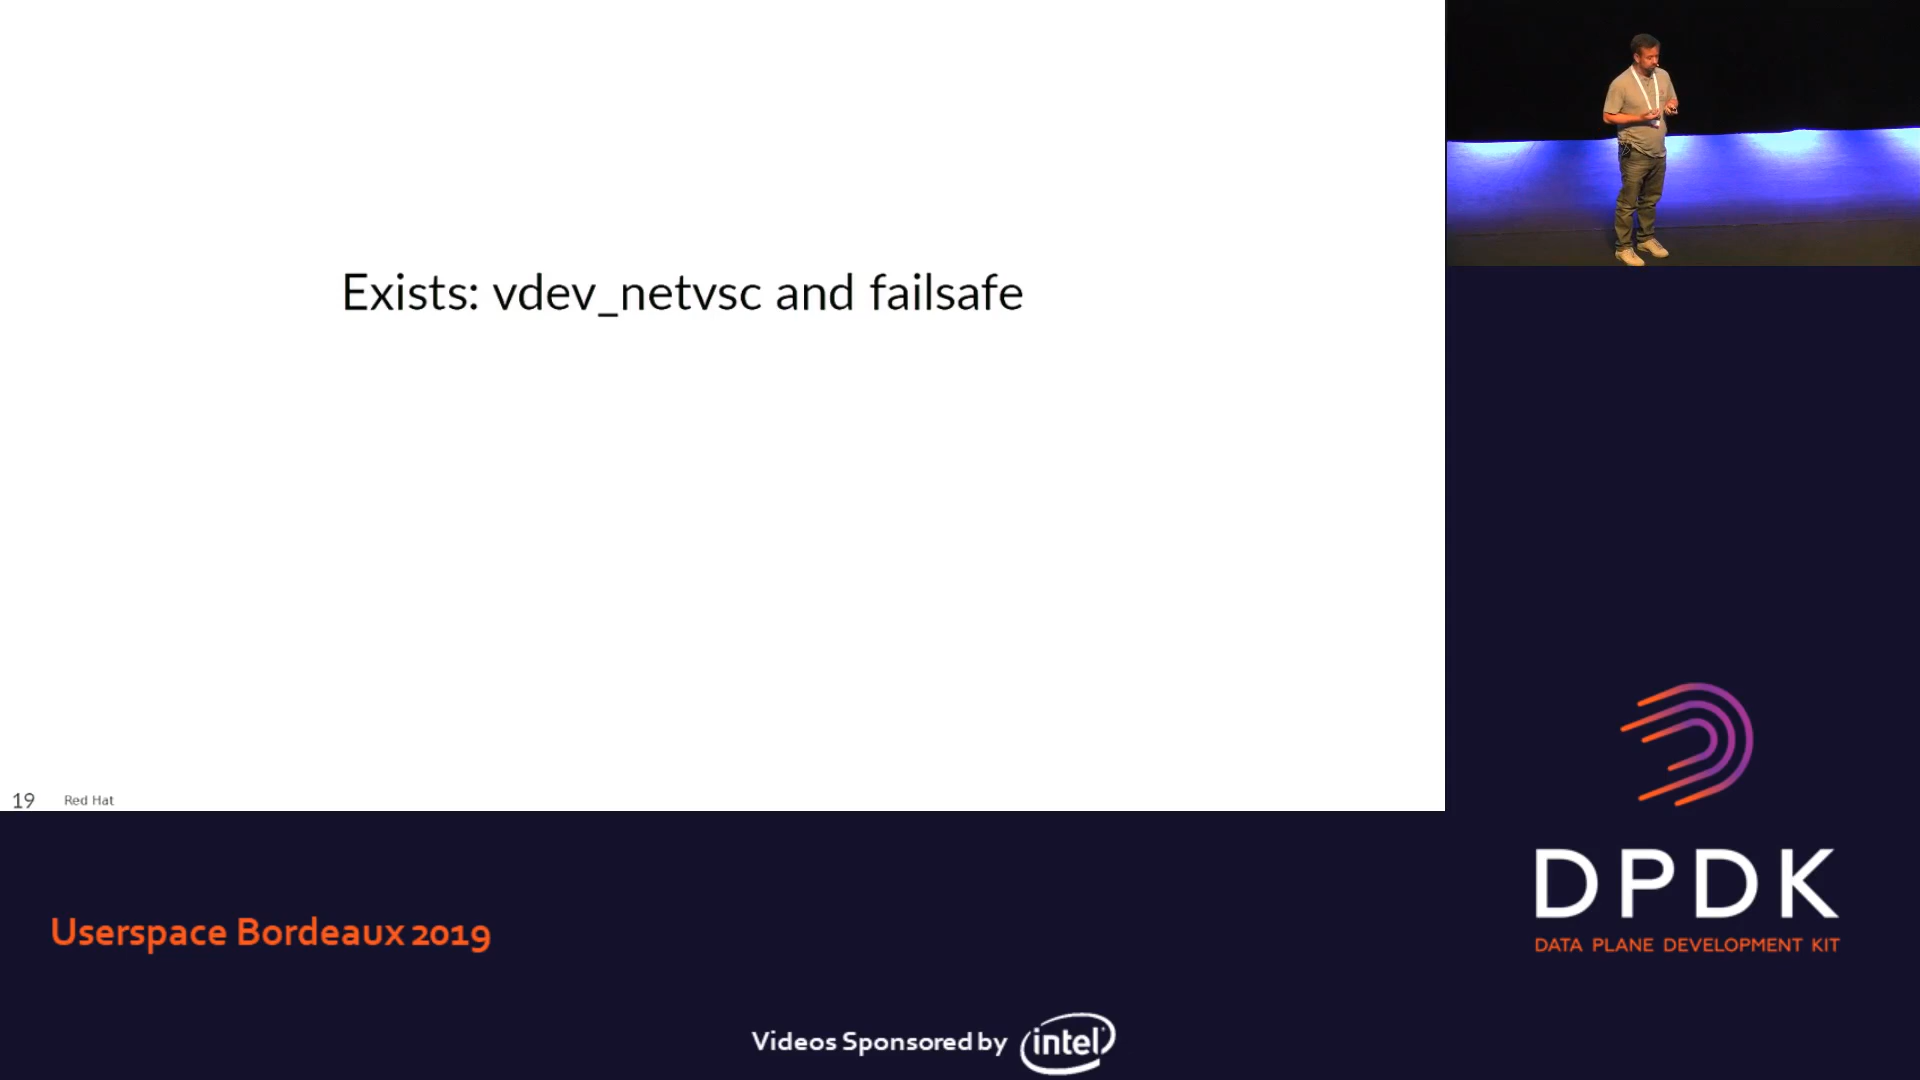 Exists: vdev_netvsc and failsafe
19 Red Hat
DPDK
DATA PLANE DEVELOPMENT KIT
Userspace Bordeaux 2019
Videos Sponsored by intel